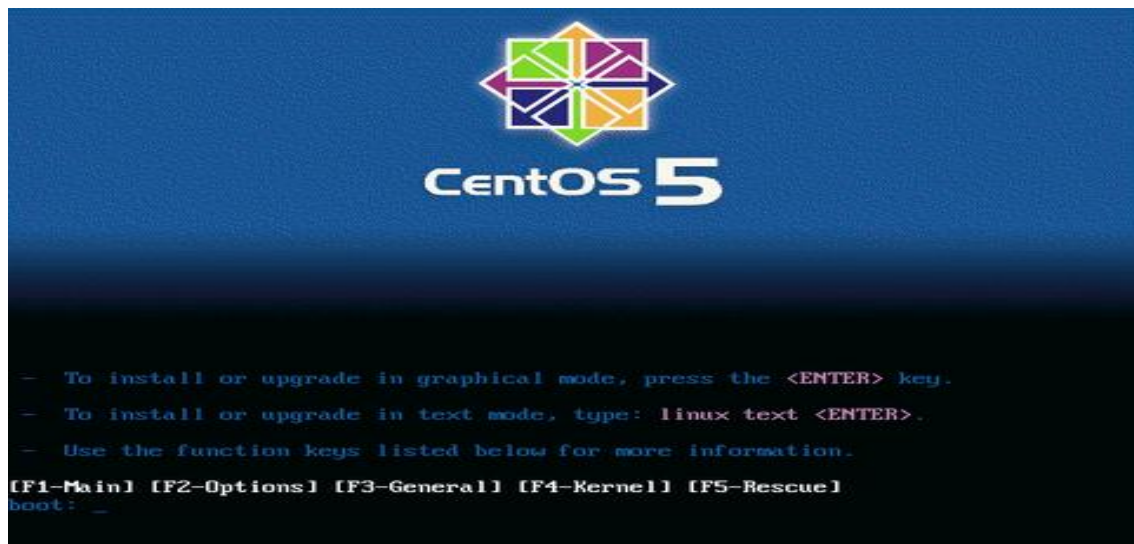 CentOS 5
- To install or upgrade in graphical mode, press the <ENTER> key.
- To install or upgrade in text mode, type: linux text <ENTER>.
- Use the function keys listed below for more information.
[F1-Main] [F2-Options] [F3-General] [F4-Kernel] [F5-Rescue]
boot: _